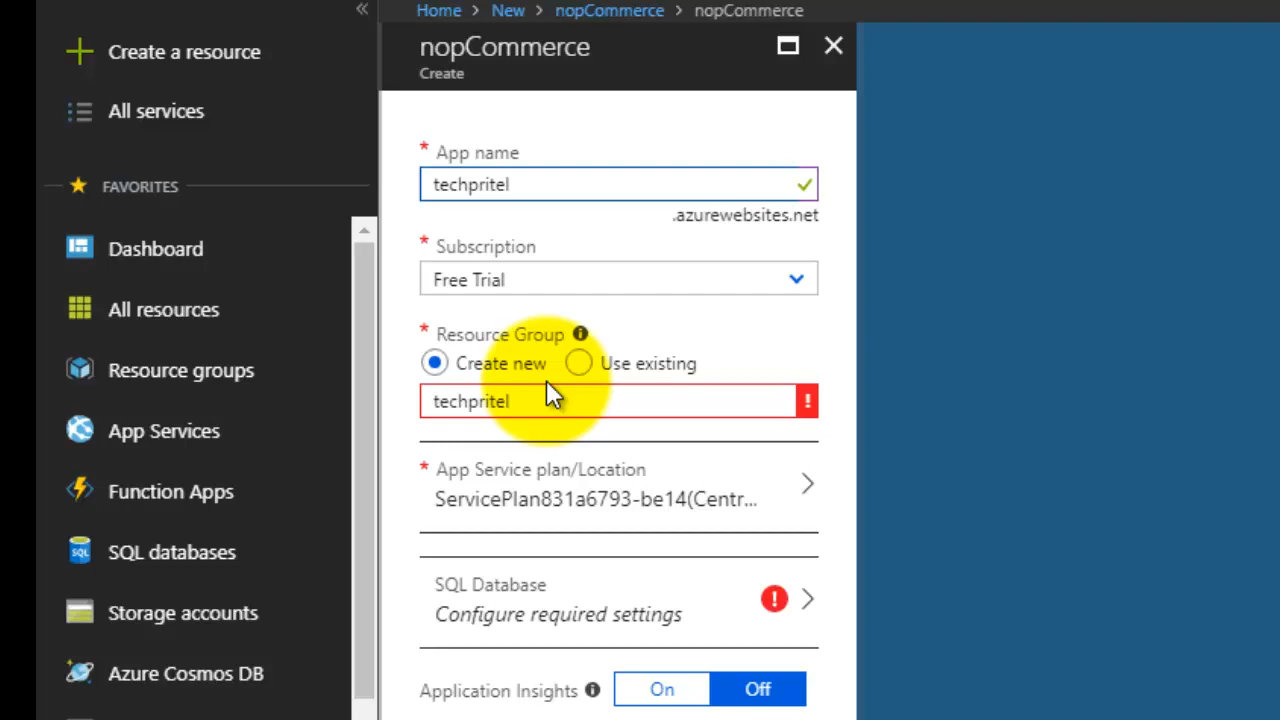 Home > New > nopCommerce > nopCommerce
Create a resource
All services
FAVORITES
Dashboard
All resources
Resource groups
App Services
Function Apps
SQL databases
Storage accounts
Azure Cosmos DB
nopCommerce
Create
* App name
techpritel
.azurewebsites.net
* Subscription
Free Trial
* Resource Group
Create new Use existing
techpritel
* App Service plan/Location
ServicePlan831a6793-be14(Centr...
SQL Database
Configure required settings
Application Insights On Off